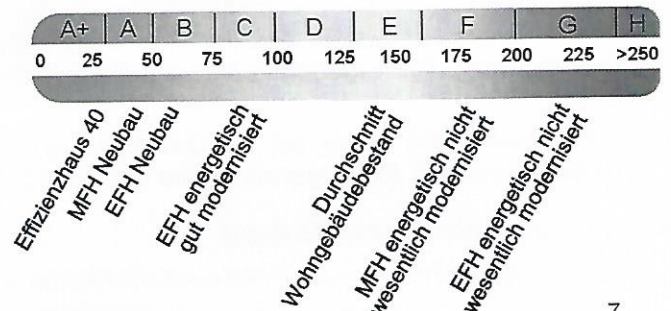 A+ A B C D E F G H
0 25 50 75 100 125 150 175 200 225 >250
Effizienzhaus 40
MFH Neubau
EFH Neubau
EFH energetisch
gut modernisiert
Durchschnitt
Wohngebäudebestand
MFH energetisch nicht
wesentlich modernisiert
EFH energetisch nicht
wesentlich modernisiert
7